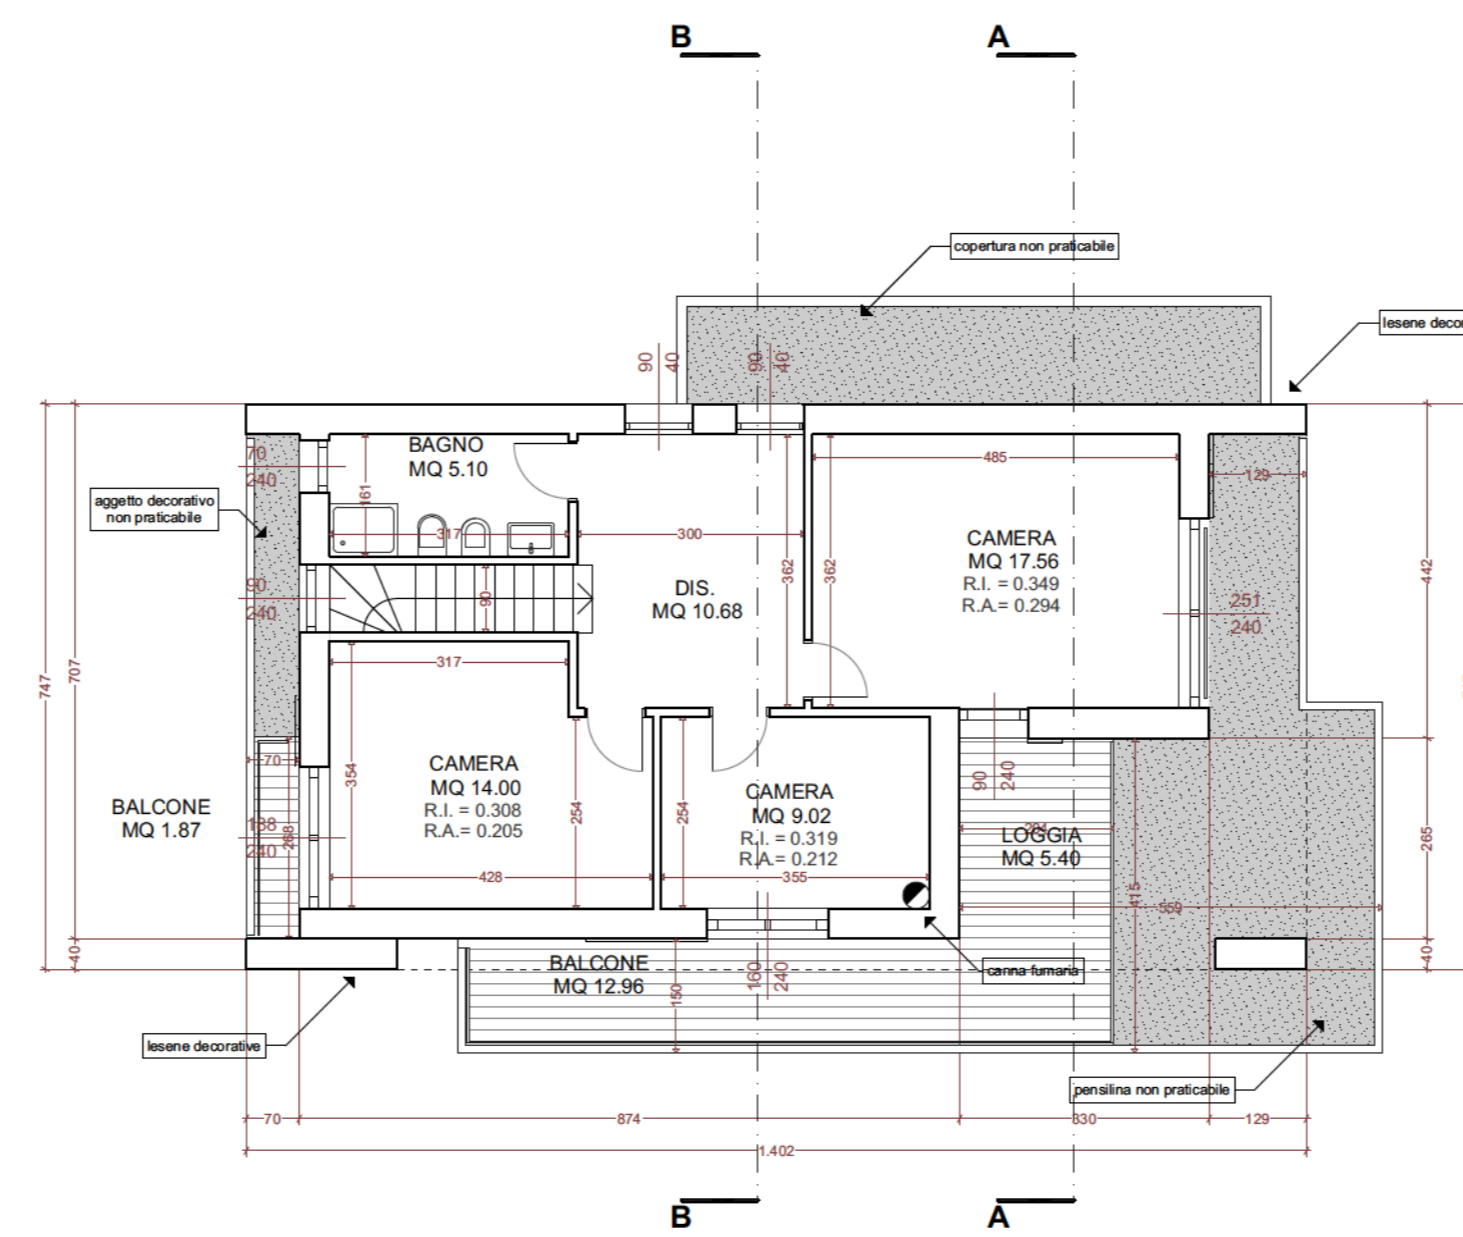 B
A
copertura non praticabile
lesene decor
90
40
90
40
BAGNO
MQ 5.10
70
240
161
317
aggetto decorativo
non praticabile
485
129
300
CAMERA
MQ 17.56
R.I. = 0.349
R.A.= 0.294
362
362
DIS.
MQ 10.68
90
240
90
251
240
442
747
707
317
354
CAMERA
MQ 14.00
R.I. = 0.308
R.A.= 0.205
254
254
CAMERA
MQ 9.02
R.I. = 0.319
R.A.= 0.212
70
BALCONE
MQ 1.87
240
268
428
355
90
240
LOGGIA
MQ 5.40
415
559
265
40
40
BALCONE
MQ 12.96
150
160
240
canna fumaria
lesene decorative
pensilina non praticabile
70
874
330
129
1.402
B
A